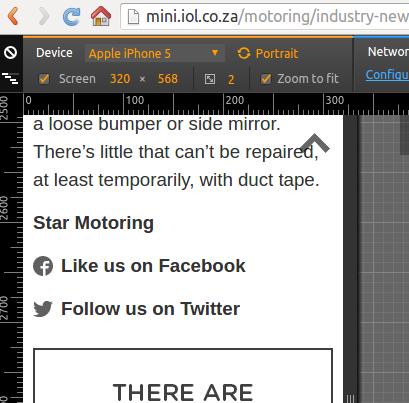 mini.iol.co.za/motoring/industry-new
Device Apple iPhone 5 Portrait Networ
Screen 320 × 568 2 Zoom to fit Configu
0 100 200 300
2500
a loose bumper or side mirror.
There's little that can't be repaired,
at least temporarily, with duct tape.
2600
Star Motoring
Like us on Facebook
2700
Follow us on Twitter
THERE ARE